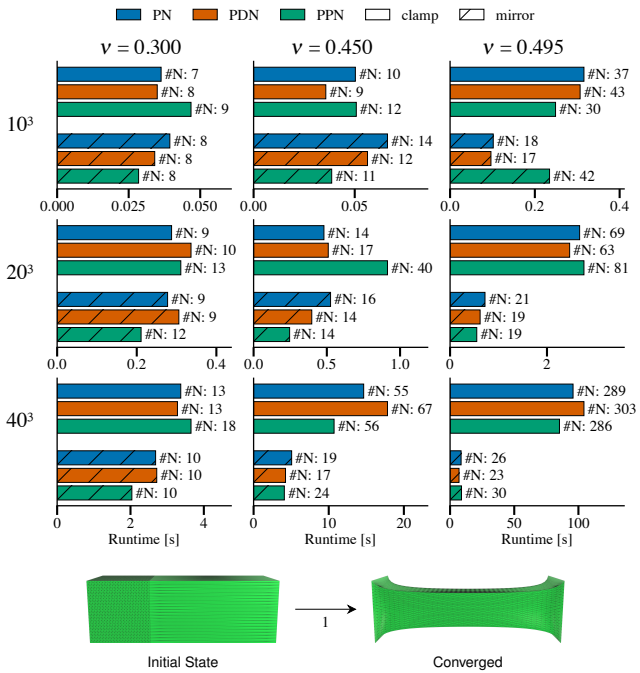 PN PDN PPN clamp mirror
ν = 0.300 ν = 0.450 ν = 0.495
10³
#N: 7
#N: 8
#N: 9
#N: 8
#N: 8
#N: 8
0.000 0.025 0.050
#N: 10
#N: 9
#N: 12
#N: 14
#N: 12
#N: 11
0.00 0.05
#N: 37
#N: 43
#N: 30
#N: 18
#N: 17
#N: 42
0.0 0.2 0.4
20³
#N: 9
#N: 10
#N: 13
#N: 9
#N: 9
#N: 12
0.0 0.2 0.4
#N: 14
#N: 17
#N: 40
#N: 16
#N: 14
#N: 14
0.0 0.5 1.0
#N: 69
#N: 63
#N: 81
#N: 21
#N: 19
#N: 19
0 2
40³
#N: 13
#N: 13
#N: 18
#N: 10
#N: 10
#N: 10
0 2 4
Runtime [s]
#N: 55
#N: 67
#N: 56
#N: 19
#N: 17
#N: 24
0 10 20
Runtime [s]
#N: 289
#N: 303
#N: 286
#N: 26
#N: 23
#N: 30
0 50 100
Runtime [s]
1
Initial State Converged